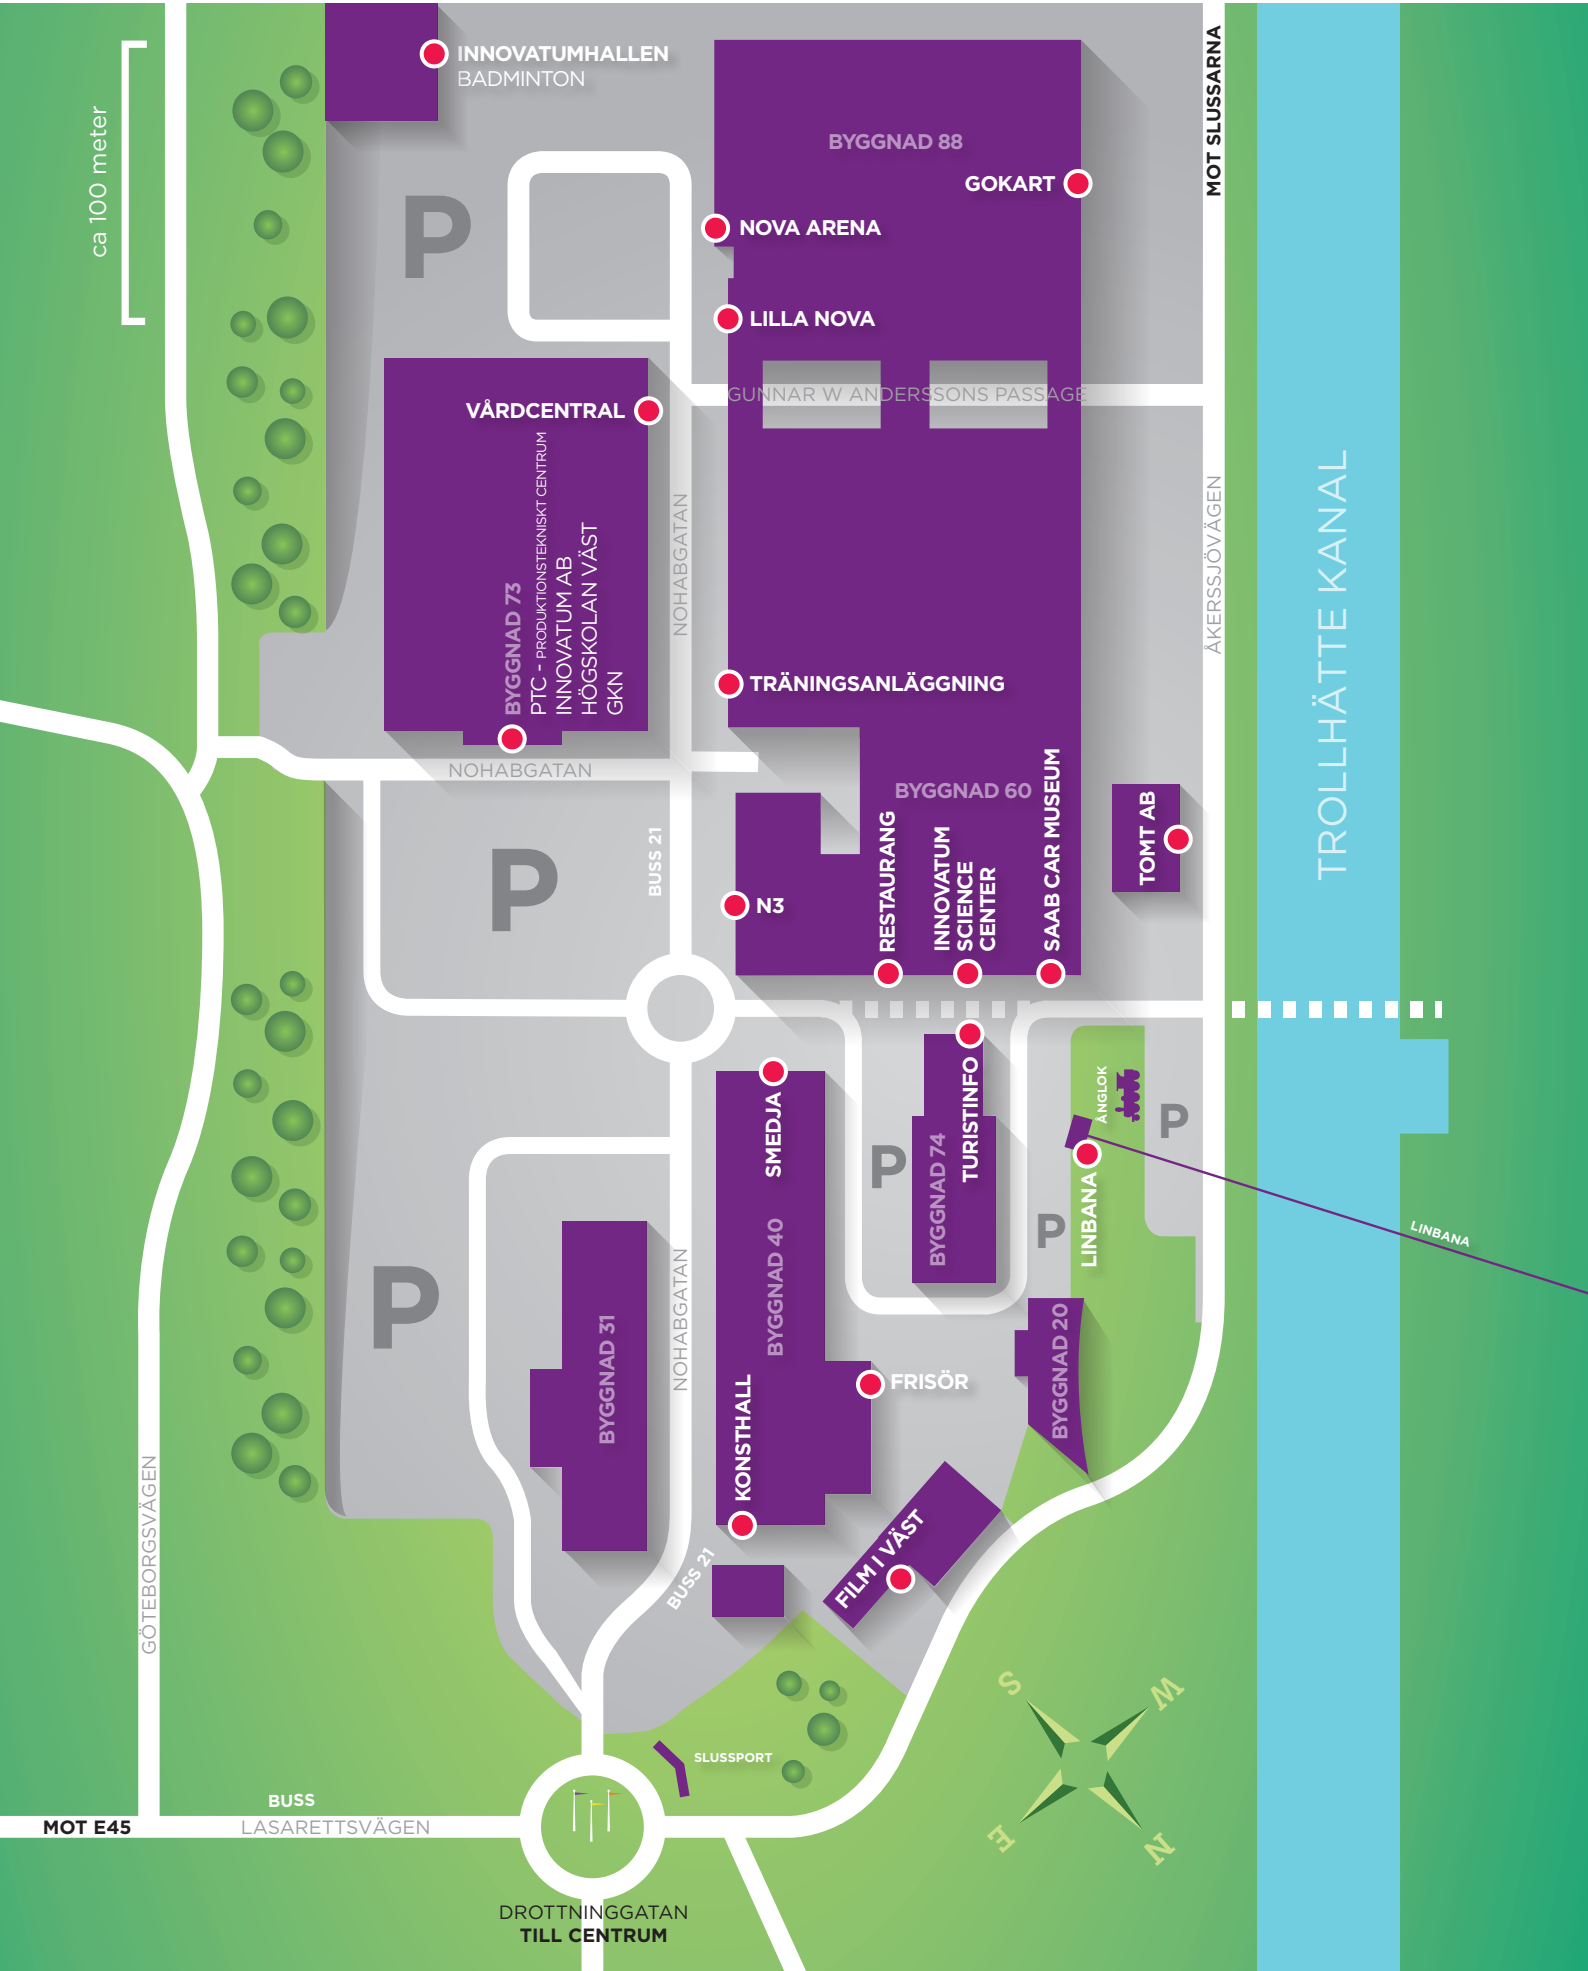 INNOVATUMHALLEN
BADMINTON
MOT SLUSSARNA
ca 100 meter
BYGGNAD 88
GOKART
P
NOVA ARENA
LILLA NOVA
GUNNAR W ANDERSSONS PASSAGE
VÅRDCENTRAL
BYGGNAD 73
PTC - PRODUKTIONSTEKNISKT CENTRUM
INNOVATUM AB
HÖGSKOLAN VÄST
GKN
NOHABGATAN
ÅKERSSJÖVÄGEN
TROLLHÄTTE KANAL
TRÄNINGSANLÄGGNING
NOHABGATAN
BUSS 21
P
BYGGNAD 60
N3
RESTAURANG
INNOVATUM
SCIENCE
CENTER
SAAB CAR MUSEUM
TOMT AB
SMEDJA
TURISTINFO
BYGGNAD 74
P
ÅNGLOK
P
P
LINBANA
LINBANA
BYGGNAD 40
P
BYGGNAD 31
NOHABGATAN
KONSTHALL
FRISÖR
BYGGNAD 20
FILM I VÄST
BUSS 21
GÖTEBORGSVÄGEN
S
W
E
N
SLUSSPORT
BUSS
MOT E45
LASARETTSVÄGEN
DROTTNINGGATAN
TILL CENTRUM